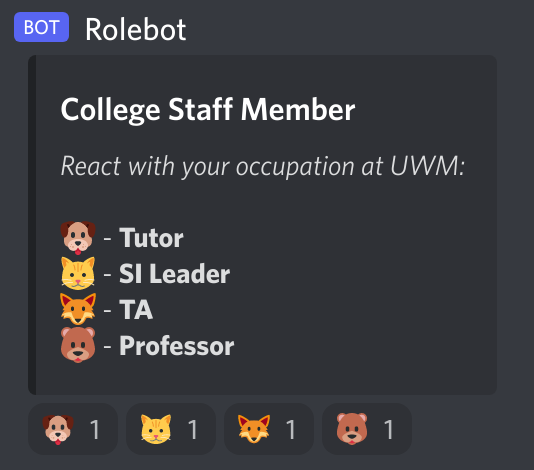 BOT Rolebot
College Staff Member
React with your occupation at UWM:
🐶 - Tutor
🐱 - SI Leader
🦊 - TA
🐻 - Professor
🐶 1 🐱 1 🦊 1 🐻 1